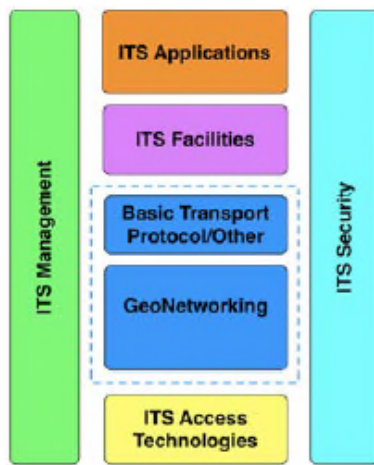 ITS Management
ITS Applications
ITS Facilities
Basic Transport
Protocol/Other
GeoNetworking
ITS Access
Technologies
ITS Security